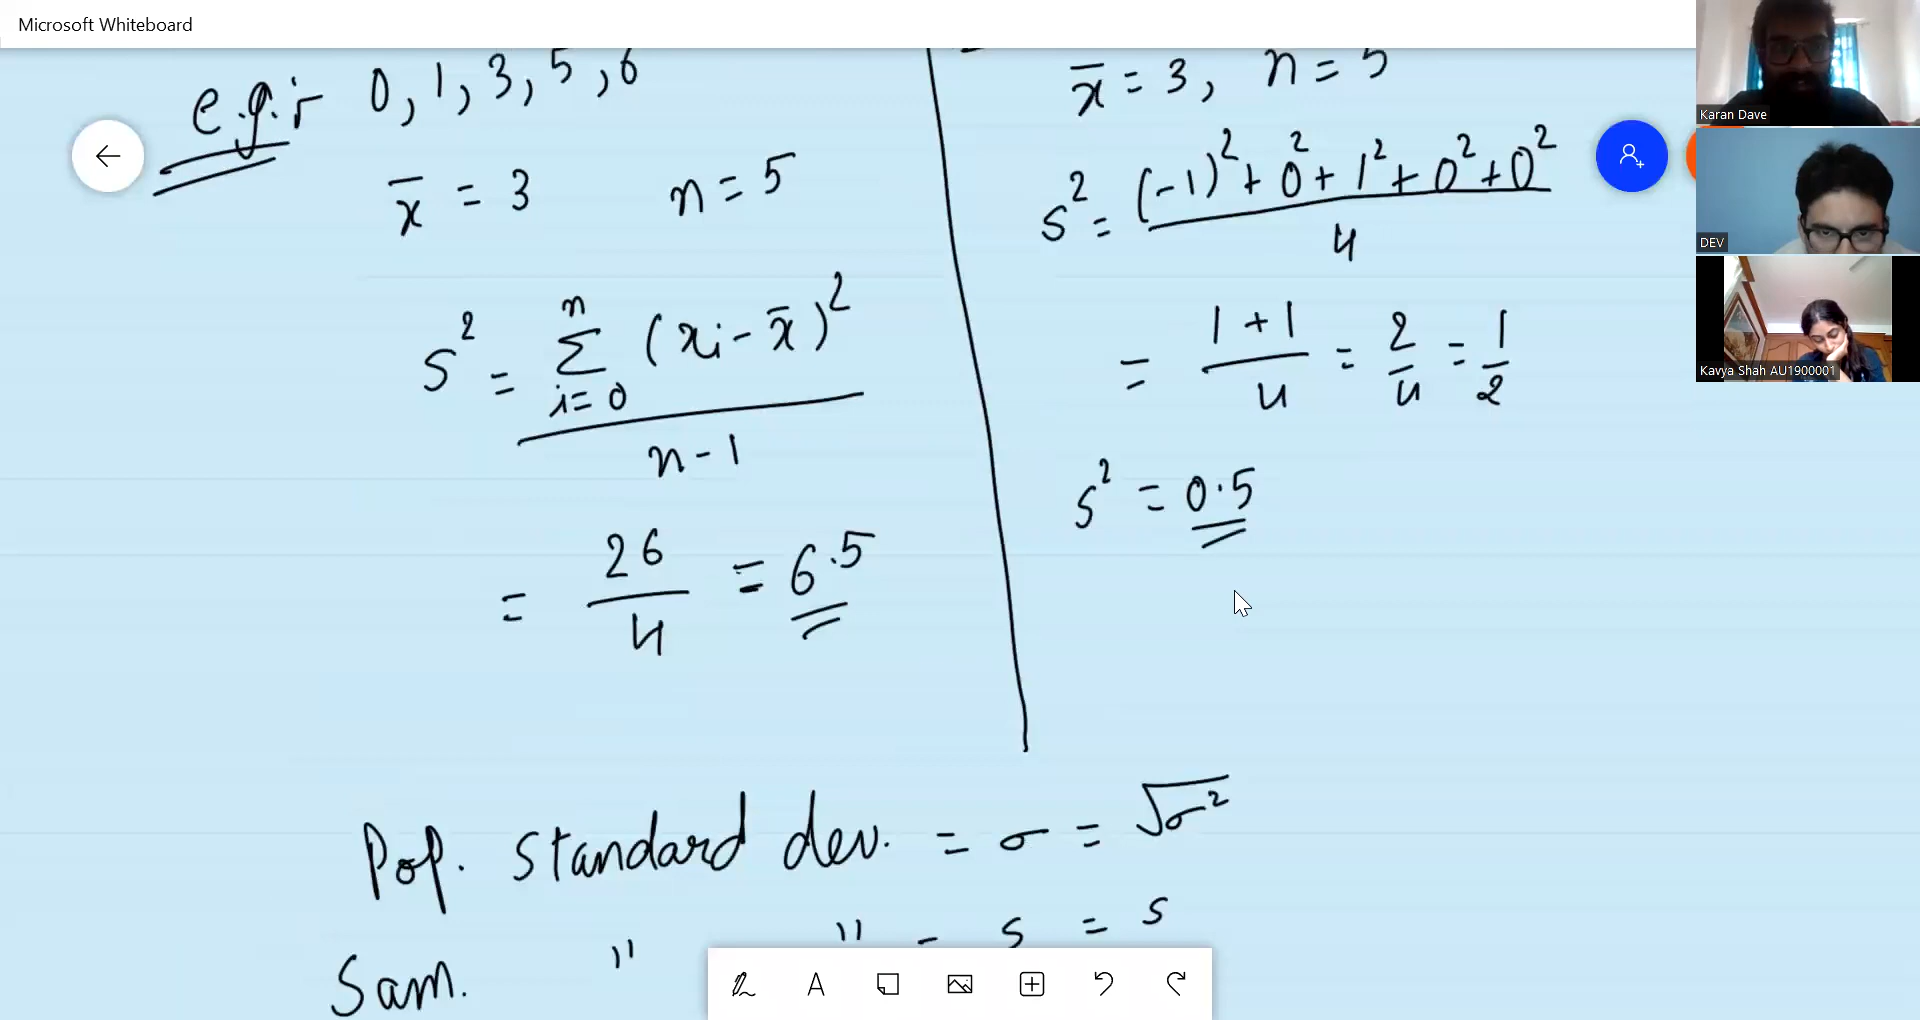 Microsoft Whiteboard
e.g.:- 0, 1, 3, 5, 6
x̄ = 3 n = 5
s² = Σ (xi - x̄)²
n
i = 0
n - 1
= 26/4 = 6.5
x̄ = 3, n = 5
s² = (-1)² + 0² + 1² + 0² + 0²
4
= 1 + 1/4 = 2/4 = 1/2
s² = 0.5
Pop. standard dev. = σ = √σ²
Sam. " " = s = s
Karan Dave
DEV
Kavya Shah AU1900001